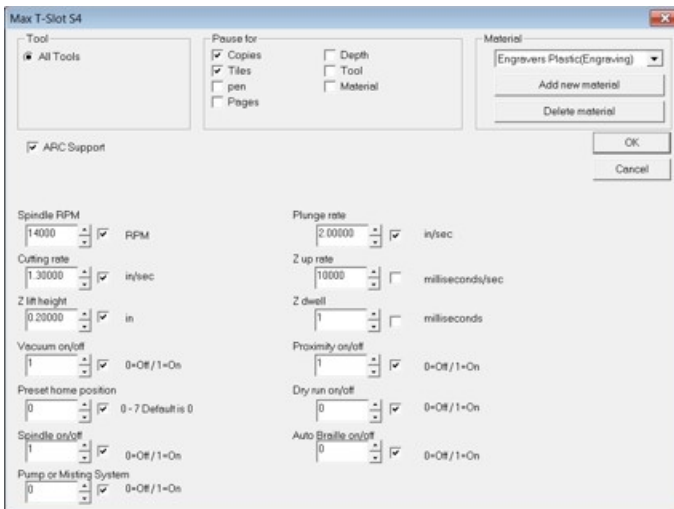 Max T-Slot S4
Tool
All Tools
Pause for
Copies
Tiles
pen
Pages
Depth
Tool
Material
Material
Engravers Plastic(Engraving)
Add new material
Delete material
ARC Support
OK
Cancel
Spindle RPM
14000 RPM
Plunge rate
2.00000 in/sec
Cutting rate
1.30000 in/sec
Z up rate
10000 milliseconds/sec
Z lift height
0.20000 in
Z dwell
1 milliseconds
Vacuum on/off
1 0=Off/1=On
Proximity on/off
1 0=Off/1=On
Preset home position
0 0 - 7 Default is 0
Dry run on/off
0 0=Off/1=On
Spindle on/off
1 0=Off/1=On
Auto Braille on/off
0 0=Off/1=On
Pump or Misting System
0 0=Off/1=On